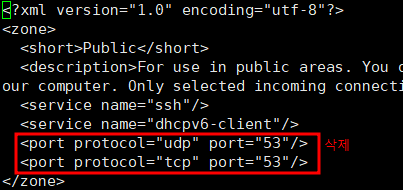 <?xml version="1.0" encoding="utf-8"?>
<zone>
<short>Public</short>
<description>For use in public areas. You
our computer. Only selected incoming connecti
<service name="ssh"/>
<service name="dhcpv6-client"/>
<port protocol="udp" port="53"/> 삭제
<port protocol="tcp" port="53"/>
</zone>